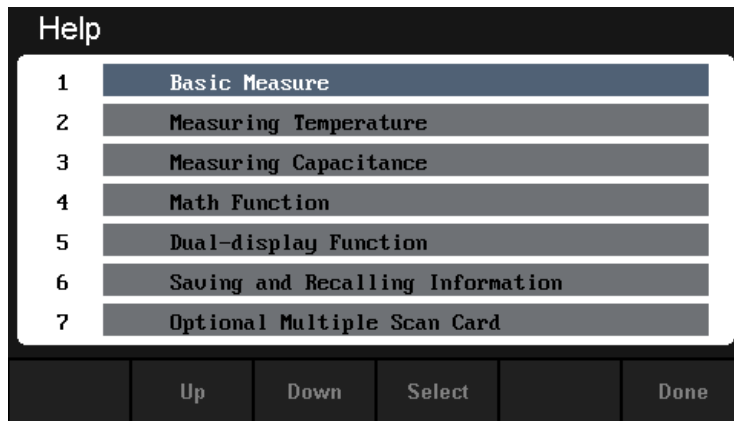 Help
1 Basic Measure
2 Measuring Temperature
3 Measuring Capacitance
4 Math Function
5 Dual-display Function
6 Saving and Recalling Information
7 Optional Multiple Scan Card
Up Down Select Done